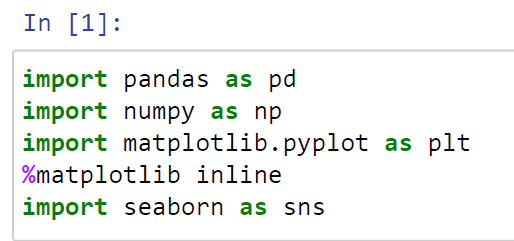 In [1]:
import pandas as pd
import numpy as np
import matplotlib.pyplot as plt
%matplotlib inline
import seaborn as sns